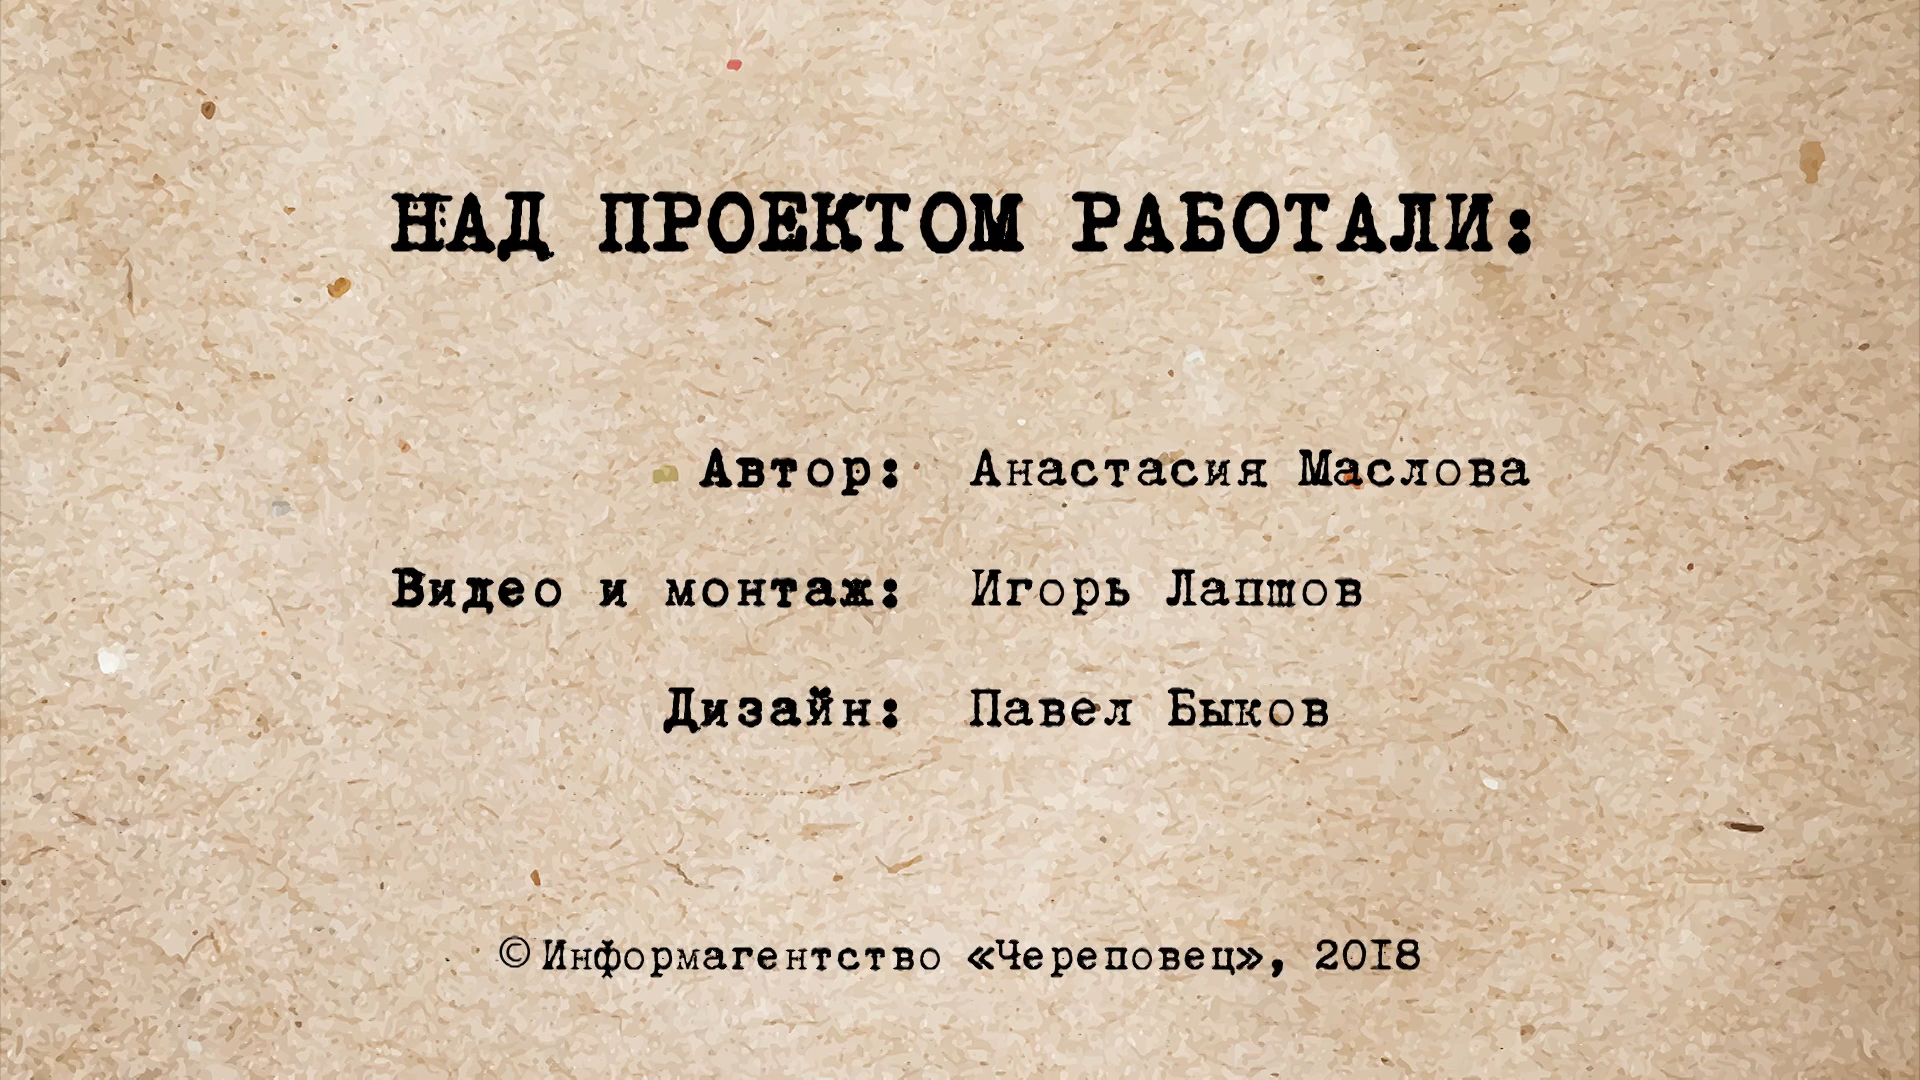 НАД ПРОЕКТОМ РАБОТАЛИ:
Автор: Анастасия Маслова
Видео и монтаж: Игорь Лапшов
Дизайн: Павел Быков
© Информагентство «Череповец», 2018